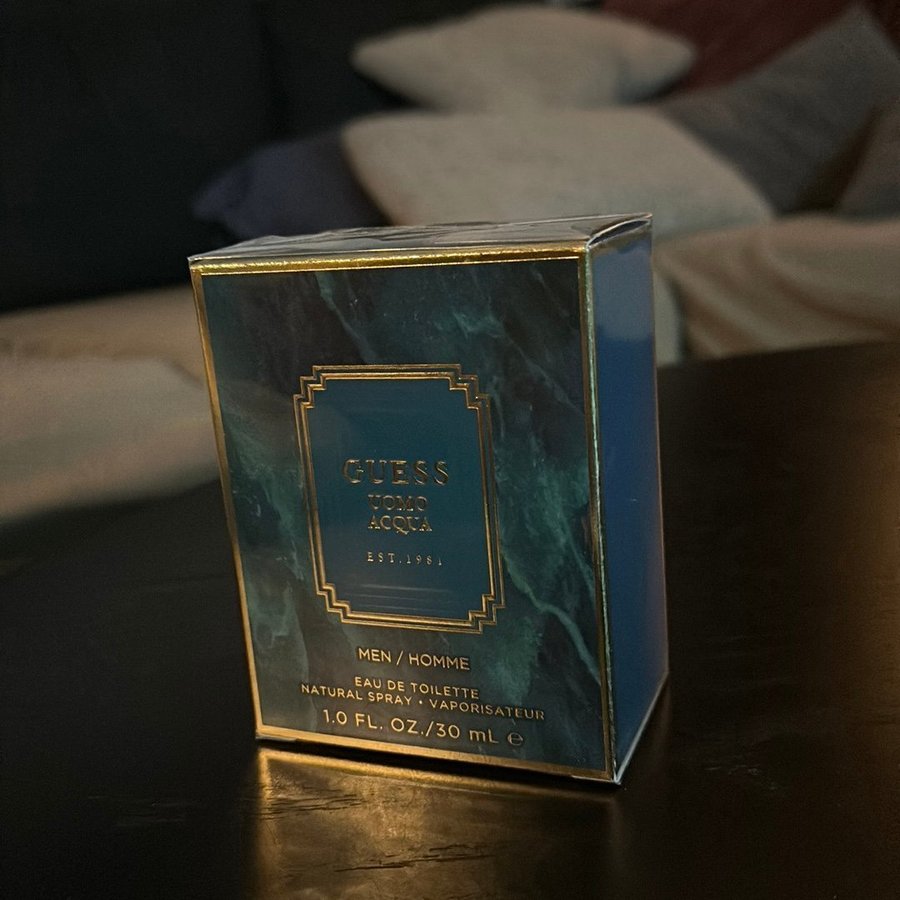 GUESS
UOMO
ACQUA
EST.1981
MEN / HOMME
EAU DE TOILETTE
NATURAL SPRAY • VAPORISATEUR
1.0 FL. OZ./30 mL ℮